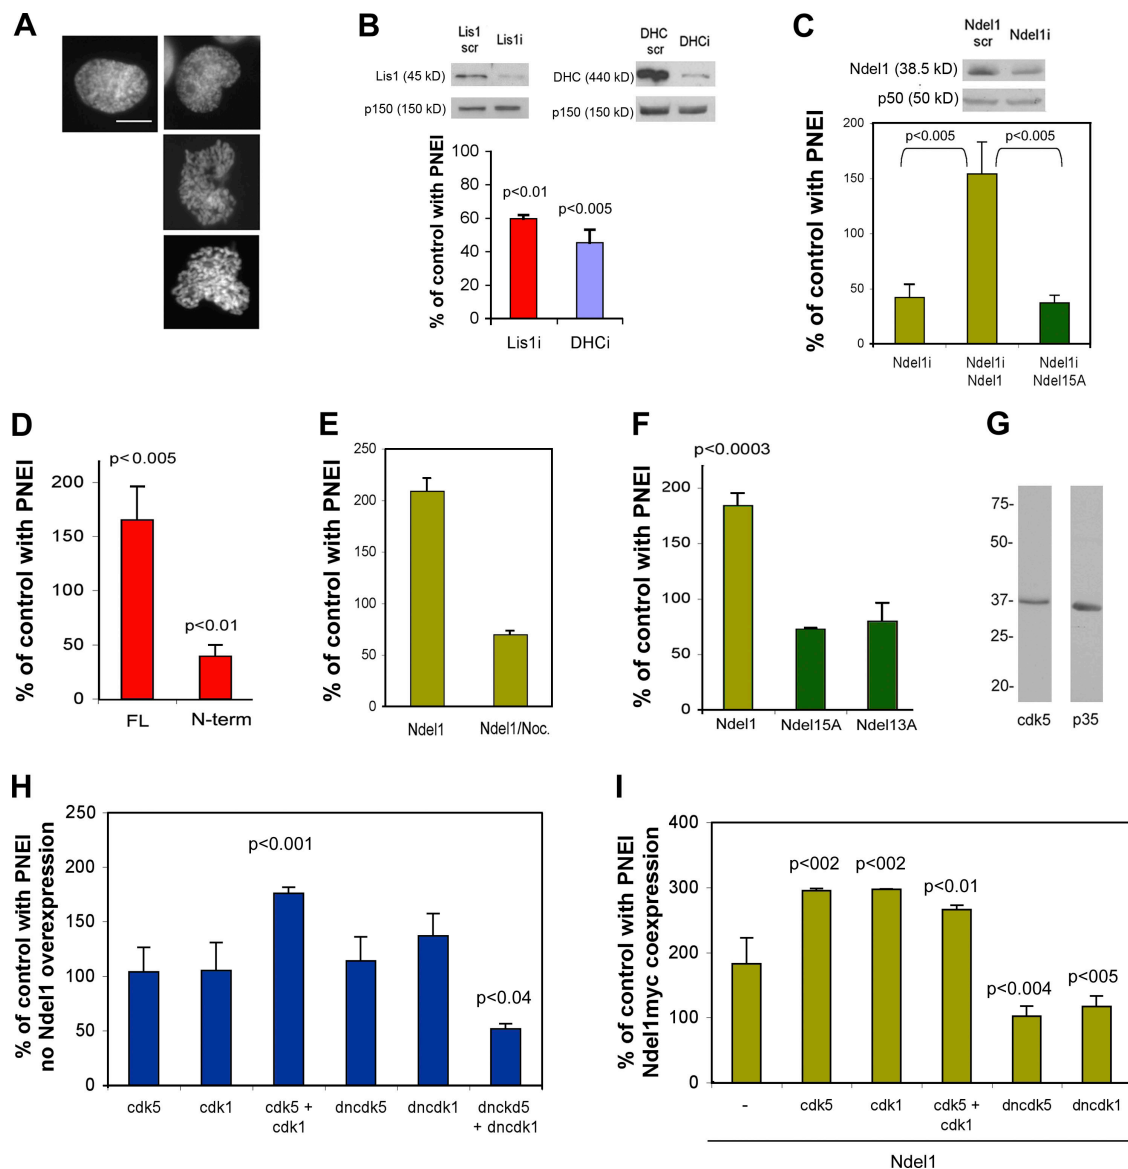 A
B
Lis1
scr
Lis1i
DHC
scr
DHCi
Lis1 (45 kD)
DHC (440 kD)
p150 (150 kD)
p150 (150 kD)
% of control with PNEI
100
80
60
40
20
0
p<0.01
p<0.005
Lis1i
DHCi
C
Ndel1
scr
Ndel1i
Ndel1 (38.5 kD)
p50 (50 kD)
% of control with PNEI
200
150
100
50
0
p<0.005
p<0.005
Ndel1i
Ndel1i
Ndel1
Ndel1i
Ndel15A
D
% of control with PNEI
200
150
100
50
0
p<0.005
p<0.01
FL
N-term
E
% of control with PNEI
250
200
150
100
50
0
Ndel1
Ndel1/Noc.
F
% of control with PNEI
p<0.0003
200
150
100
50
0
Ndel1
Ndel15A
Ndel13A
G
75-
50-
37-
25-
20-
cdk5
p35
H
% of control with PNEI
no Ndel1 overexpression
250
200
150
100
50
0
p<0.001
p<0.04
cdk5
cdk1
cdk5 +
cdk1
dncdk5
dncdk1
dnckd5
+ dncdk1
I
% of control with PNEI
Ndel1myc coexpression
400
300
200
100
0
p<002
p<002
p<0.01
p<0.004
p<005
-
cdk5
cdk1
cdk5 +
cdk1
dncdk5
dncdk1
Ndel1